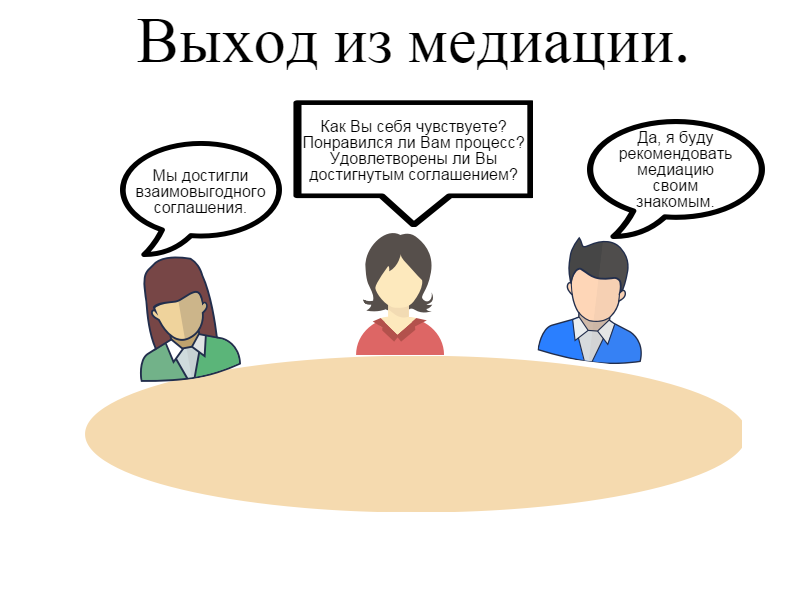 Выход из медиации.
Как Вы себя чувствуете?
Понравился ли Вам процесс?
Удовлетворены ли Вы
достигнутым соглашением?
Мы достигли
взаимовыгодного
соглашения.
Да, я буду
рекомендовать
медиацию
своим
знакомым.